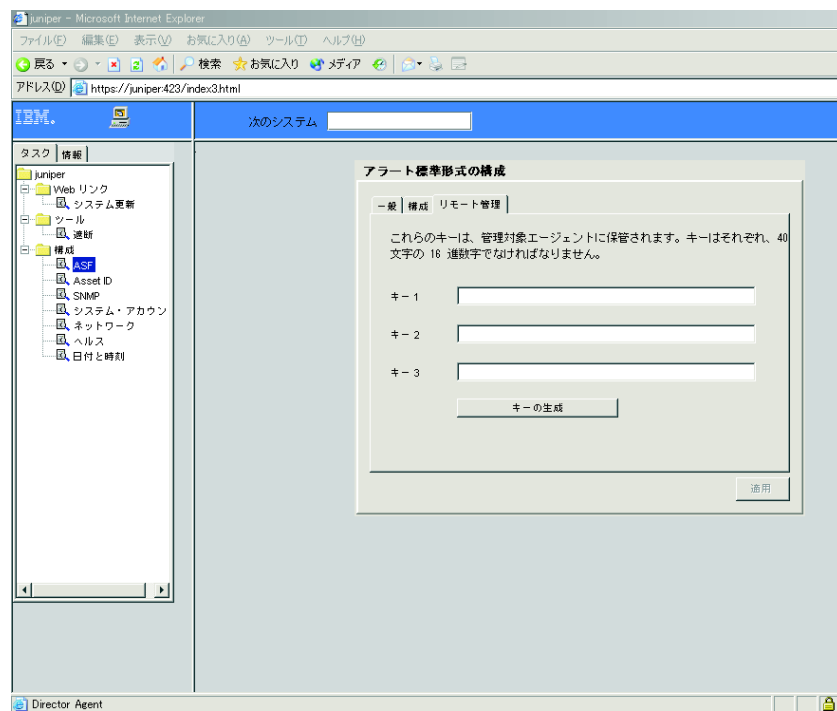 juniper - Microsoft Internet Explorer
ファイル(F) 編集(E) 表示(V) お気に入り(A) ツール(T) ヘルプ(H)
戻る 検索 お気に入り メディア
アドレス(D) https://juniper:423/index3.html
IBM. 次のシステム
タスク 情報
juniper
Web リンク
システム更新
ツール
遮断
構成
ASF
Asset ID
SNMP
システム・アカウン
ネットワーク
ヘルス
日付と時刻
アラート標準形式の構成
一般 構成 リモート管理
これらのキーは、管理対象エージェントに保管されます。キーはそれぞれ、40
文字の 16 進数字でなければなりません。
キー 1
キー 2
キー 3
キーの生成
適用
Director Agent